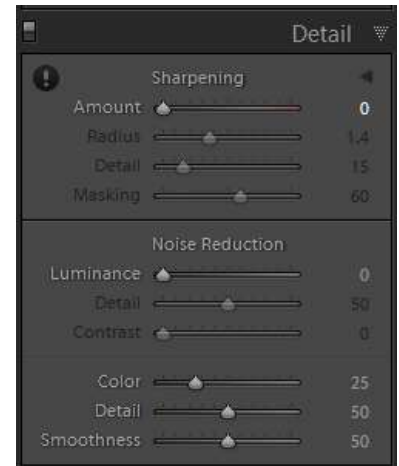 Detail
Sharpening
Amount 0
Radius 1.4
Detail 15
Masking 60
Noise Reduction
Luminance 0
Detail 50
Contrast 0
Color 25
Detail 50
Smoothness 50